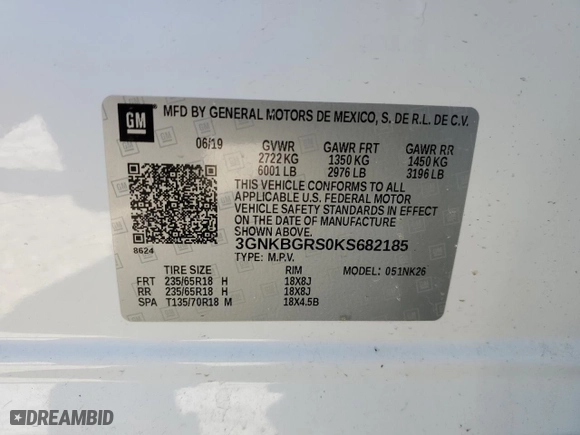 GM
MFD BY GENERAL MOTORS DE MEXICO, S. DE R.L. DE C.V.
06/19 GVWR GAWR FRT GAWR RR
2722 KG 1350 KG 1450 KG
6001 LB 2976 LB 3196 LB
THIS VEHICLE CONFORMS TO ALL
APPLICABLE U.S. FEDERAL MOTOR
VEHICLE SAFETY STANDARDS IN EFFECT
ON THE DATE OF MANUFACTURE
SHOWN ABOVE.
8624
3GNKBGRS0KS682185
TYPE: M.P.V.
TIRE SIZE RIM MODEL: 051NK26
FRT 235/65R18 H 18X8J
RR 235/65R18 H 18X8J
SPA T135/70R18 M 18X4.5B
DREAMBID